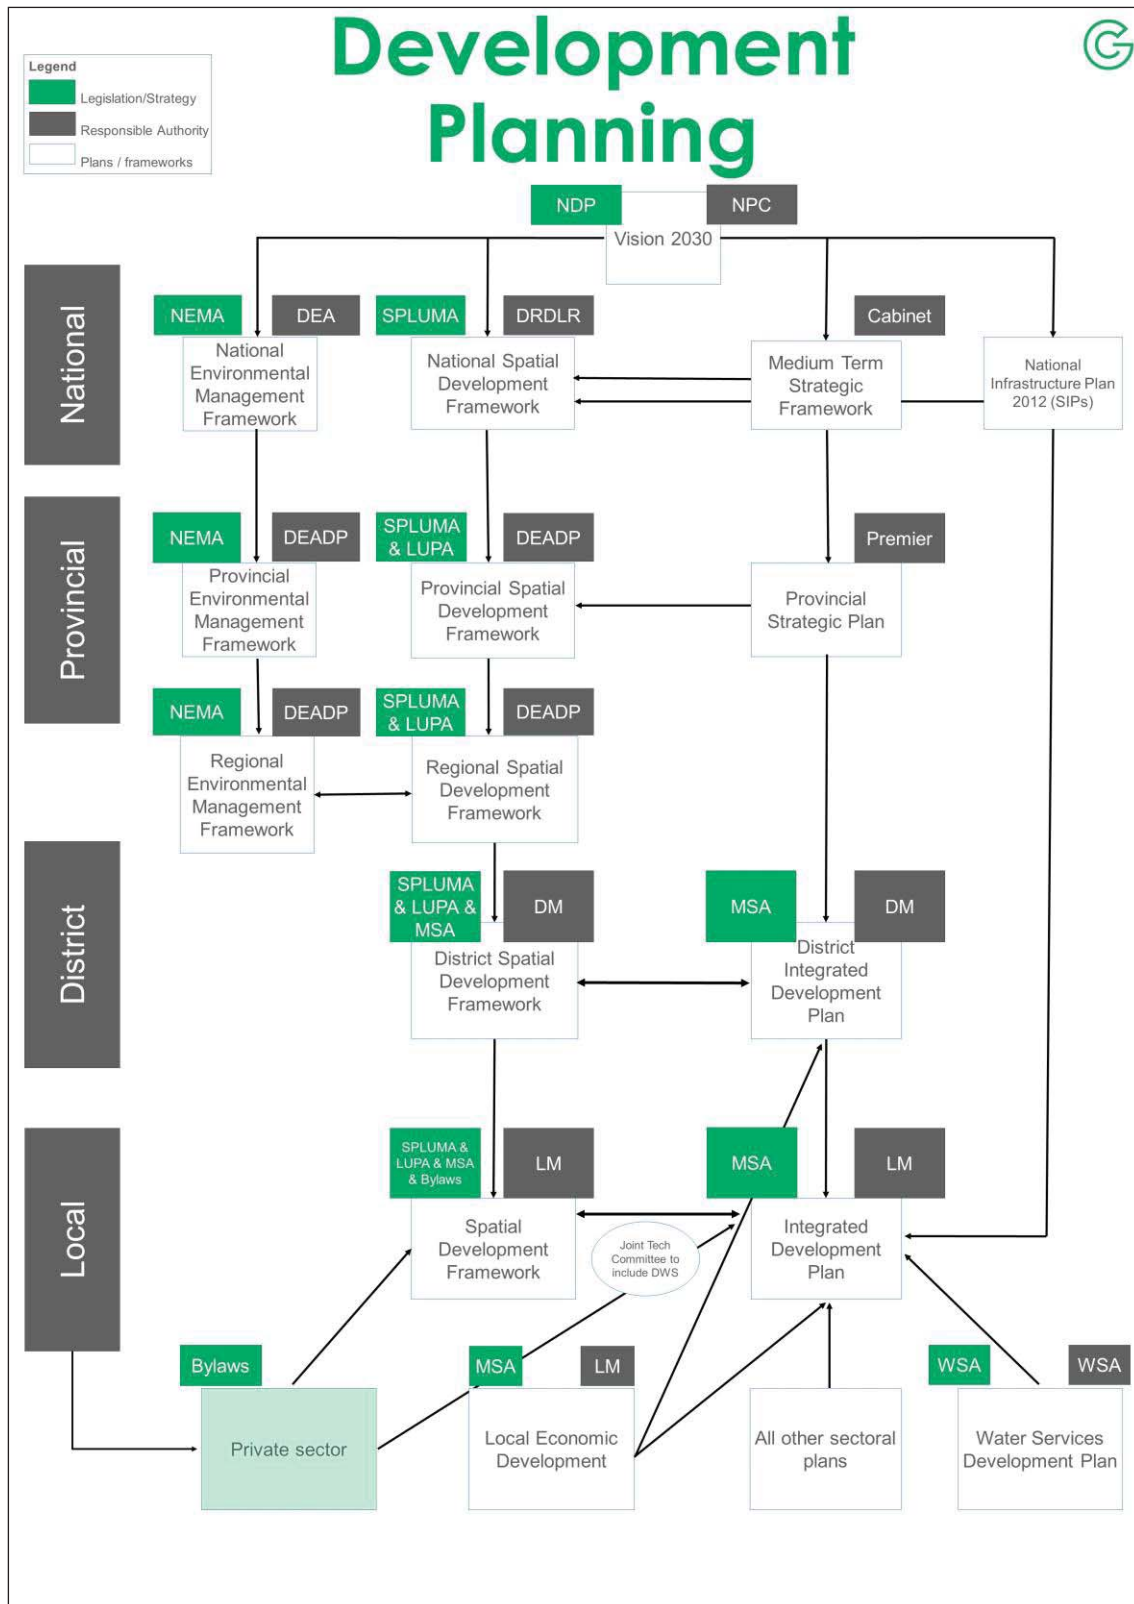 Development
Planning
Legend
Legislation/Strategy
Responsible Authority
Plans / frameworks
NDP
NPC
Vision 2030
National
NEMA
DEA
SPLUMA
DRDLR
Cabinet
National
Environmental
Management
Framework
National Spatial
Development
Framework
Medium Term
Strategic
Framework
National
Infrastructure Plan
2012 (SIPs)
Provincial
NEMA
DEADP
SPLUMA
& LUPA
DEADP
Premier
Provincial
Environmental
Management
Framework
Provincial Spatial
Development
Framework
Provincial
Strategic Plan
NEMA
DEADP
SPLUMA
& LUPA
DEADP
Regional
Environmental
Management
Framework
Regional Spatial
Development
Framework
District
SPLUMA
& LUPA &
MSA
DM
MSA
DM
District Spatial
Development
Framework
District
Integrated
Development
Plan
Local
SPLUMA &
LUPA & MSA
& Bylaws
LM
MSA
LM
Spatial
Development
Framework
Joint Tech
Committee to
include DWS
Integrated
Development
Plan
Bylaws
MSA
LM
WSA
WSA
Private sector
Local Economic
Development
All other sectoral
plans
Water Services
Development Plan